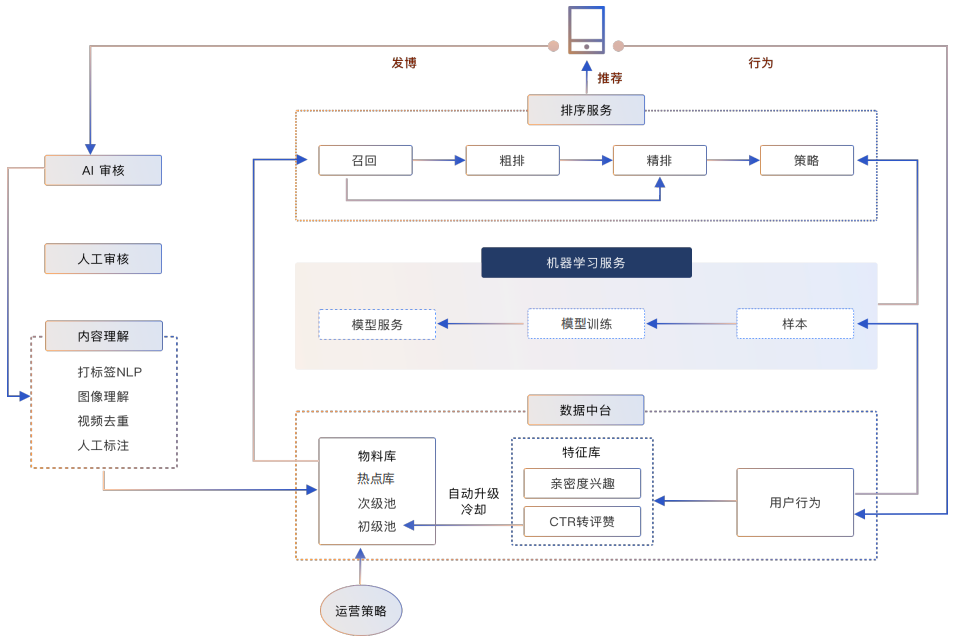 发博
行为
推荐
排序服务
召回
粗排
精排
策略
AI 审核
人工审核
机器学习服务
模型服务
模型训练
样本
内容理解
打标签NLP
图像理解
视频去重
人工标注
数据中台
物料库
热点库
次级池
初级池
自动升级
冷却
特征库
亲密度兴趣
CTR转评赞
用户行为
运营策略